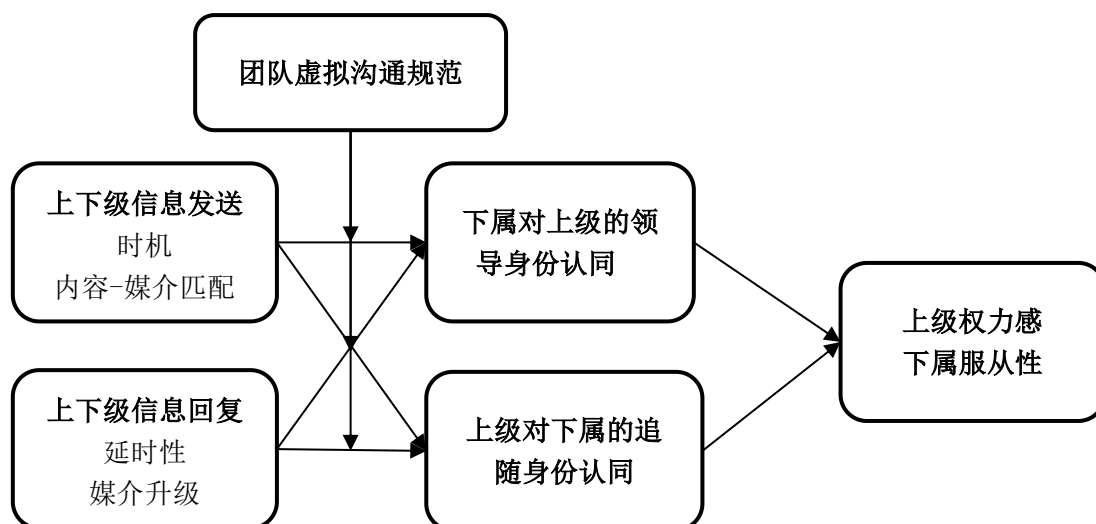 团队虚拟沟通规范
上下级信息发送
时机
内容-媒介匹配
下属对上级的领
导身份认同
上级权力感
下属服从性
上下级信息回复
延时性
媒介升级
上级对下属的追
随身份认同